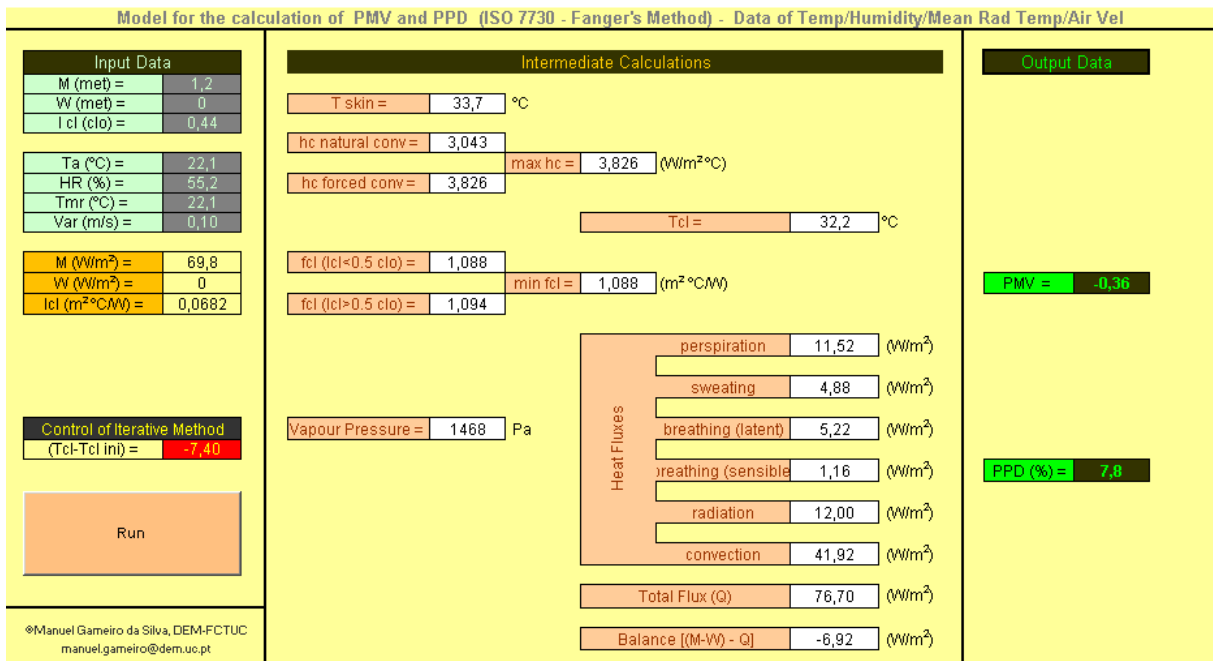 Model for the calculation of PMV and PPD (ISO 7730 - Fanger's Method) - Data of Temp/Humidity/Mean Rad Temp/Air Vel
Input Data
M (met) = 1,2
W (met) = 0
I cl (clo) = 0,44
Ta (ºC) = 22,1
HR (%) = 55,2
Tmr (ºC) = 22,1
Var (m/s) = 0,10
M (W/m²) = 69,8
W (W/m²) = 0
Icl (m²ºC/W) = 0,0682
Control of Iterative Method
(Tcl-Tcl ini) = -7,40
Run
®Manuel Gameiro da Silva, DEM-FCTUC
manuel.gameiro@dem.uc.pt
Intermediate Calculations
T skin = 33,7 ºC
hc natural conv = 3,043
max hc = 3,826 (W/m²ºC)
hc forced conv = 3,826
Tcl = 32,2 ºC
fcl (Icl<0.5 clo) = 1,088
min fcl = 1,088 (m²ºC/W)
fcl (Icl>0.5 clo) = 1,094
Heat Fluxes
perspiration 11,52 (W/m²)
sweating 4,88 (W/m²)
Vapour Pressure = 1468 Pa
breathing (latent) 5,22 (W/m²)
reathing (sensible 1,16 (W/m²)
radiation 12,00 (W/m²)
convection 41,92 (W/m²)
Total Flux (Q) 76,70 (W/m²)
Balance [(M-W) - Q] -6,92 (W/m²)
Output Data
PMV = -0,36
PPD (%) = 7,8